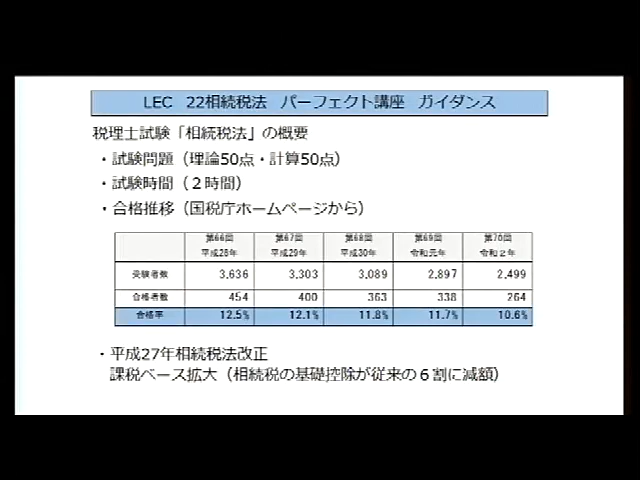 LEC 22相続税法 パーフェクト講座 ガイダンス
税理士試験「相続税法」の概要
・試験問題（理論50点・計算50点）
・試験時間（２時間）
・合格推移（国税庁ホームページから）
第66回 第67回 第68回 第69回 第70回
平成28年 平成29年 平成30年 令和元年 令和２年
受験者数 3,636 3,303 3,089 2,897 2,499
合格者数 454 400 363 338 264
合格率 12.5% 12.1% 11.8% 11.7% 10.6%
・平成27年相続税法改正
課税ベース拡大（相続税の基礎控除が従来の６割に減額）